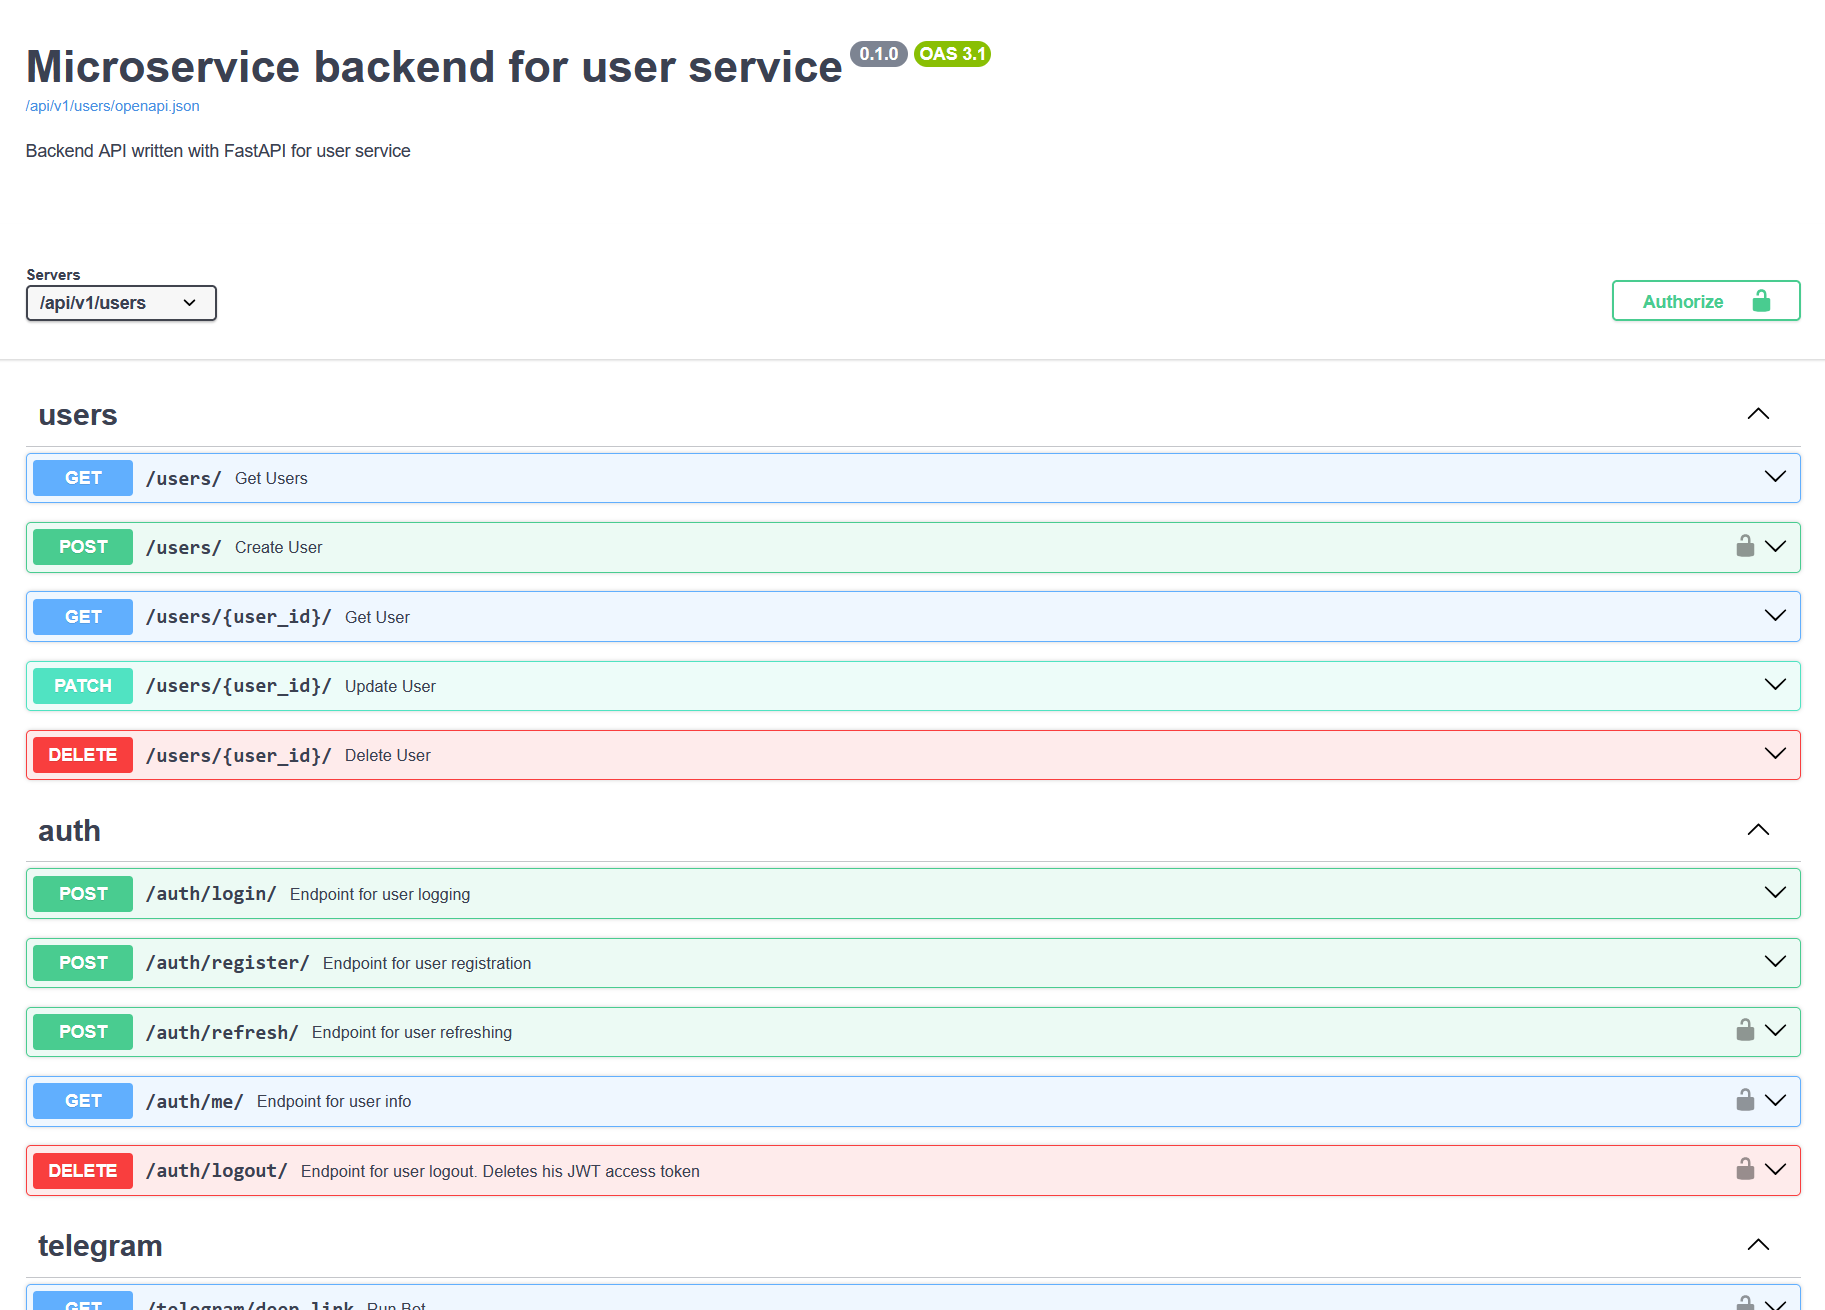 Microservice backend for user service 0.1.0 OAS 3.1
/api/v1/users/openapi.json
Backend API written with FastAPI for user service
Servers
/api/v1/users
Authorize
users
GET /users/ Get Users
POST /users/ Create User
GET /users/{user_id}/ Get User
PATCH /users/{user_id}/ Update User
DELETE /users/{user_id}/ Delete User
auth
POST /auth/login/ Endpoint for user logging
POST /auth/register/ Endpoint for user registration
POST /auth/refresh/ Endpoint for user refreshing
GET /auth/me/ Endpoint for user info
DELETE /auth/logout/ Endpoint for user logout. Deletes his JWT access token
telegram
GET /telegram/deep_link Run Bot